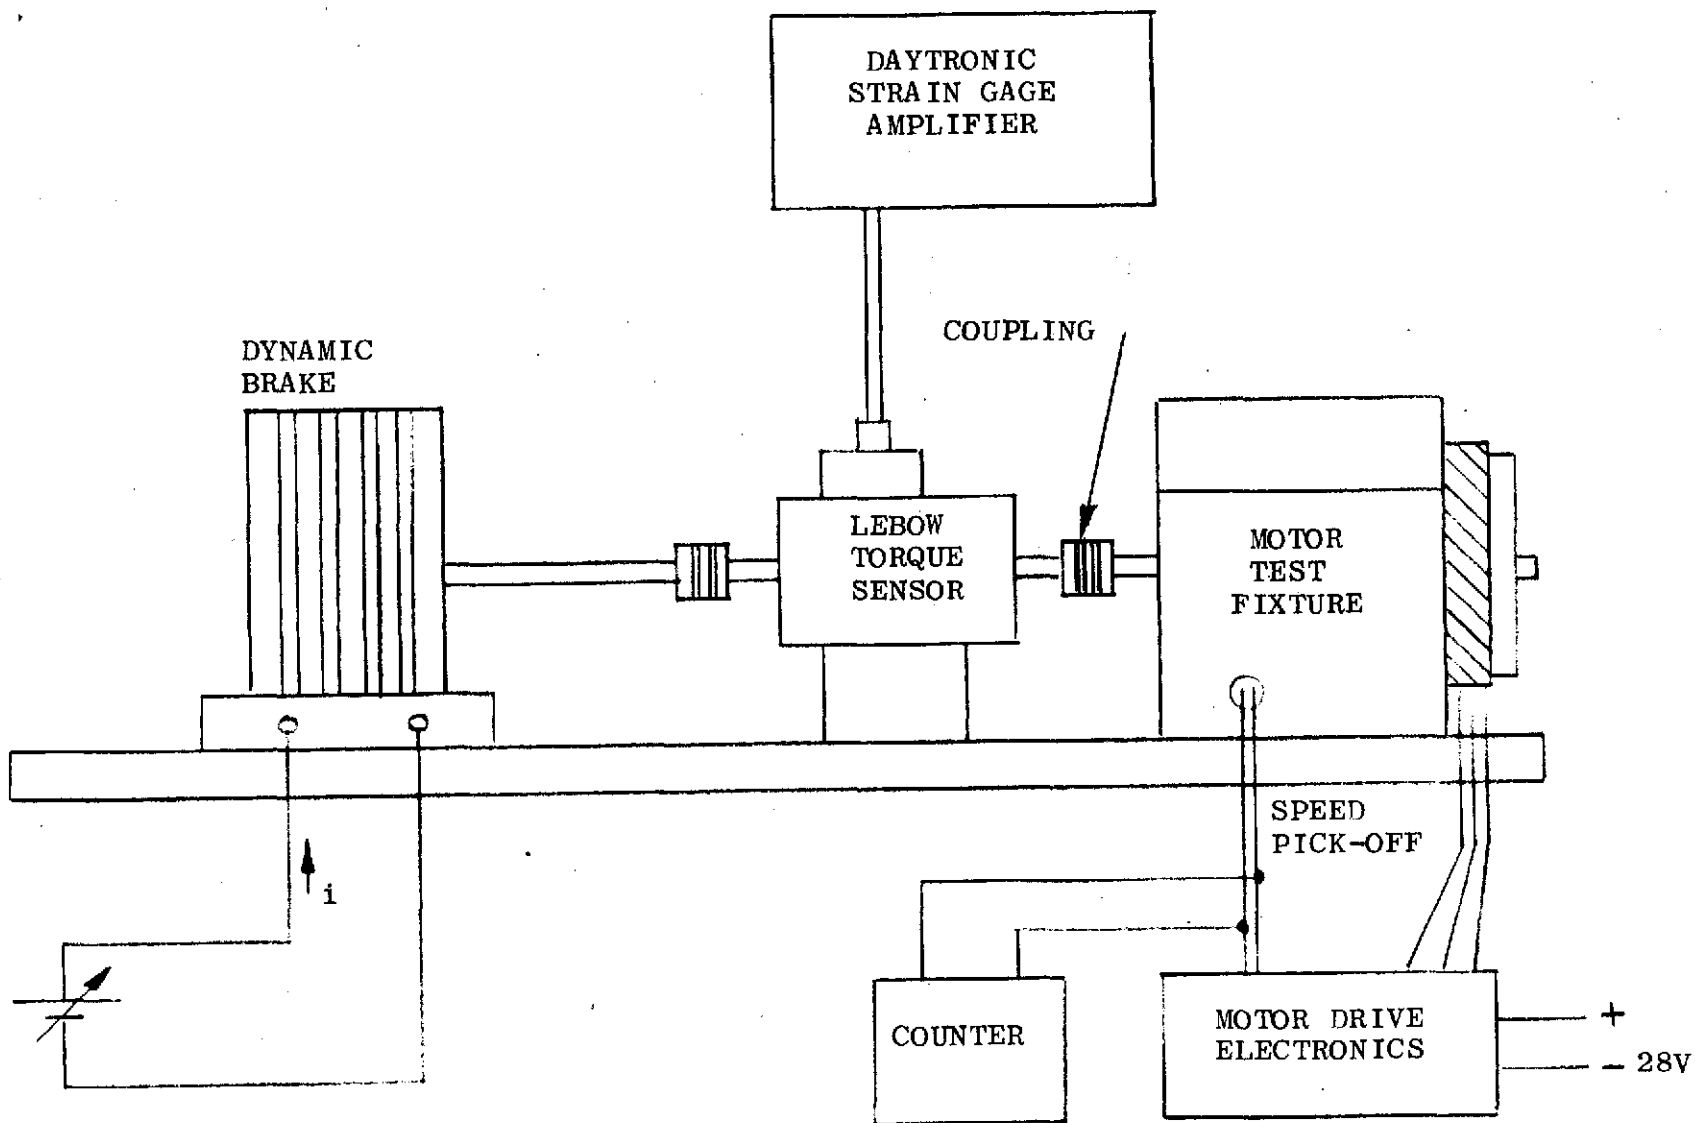 DAYTRONIC
STRAIN GAGE
AMPLIFIER
COUPLING
DYNAMIC
BRAKE
LEBOW
TORQUE
SENSOR
MOTOR
TEST
FIXTURE
SPEED
PICK-OFF
i
COUNTER
MOTOR DRIVE
ELECTRONICS
+
- 28V